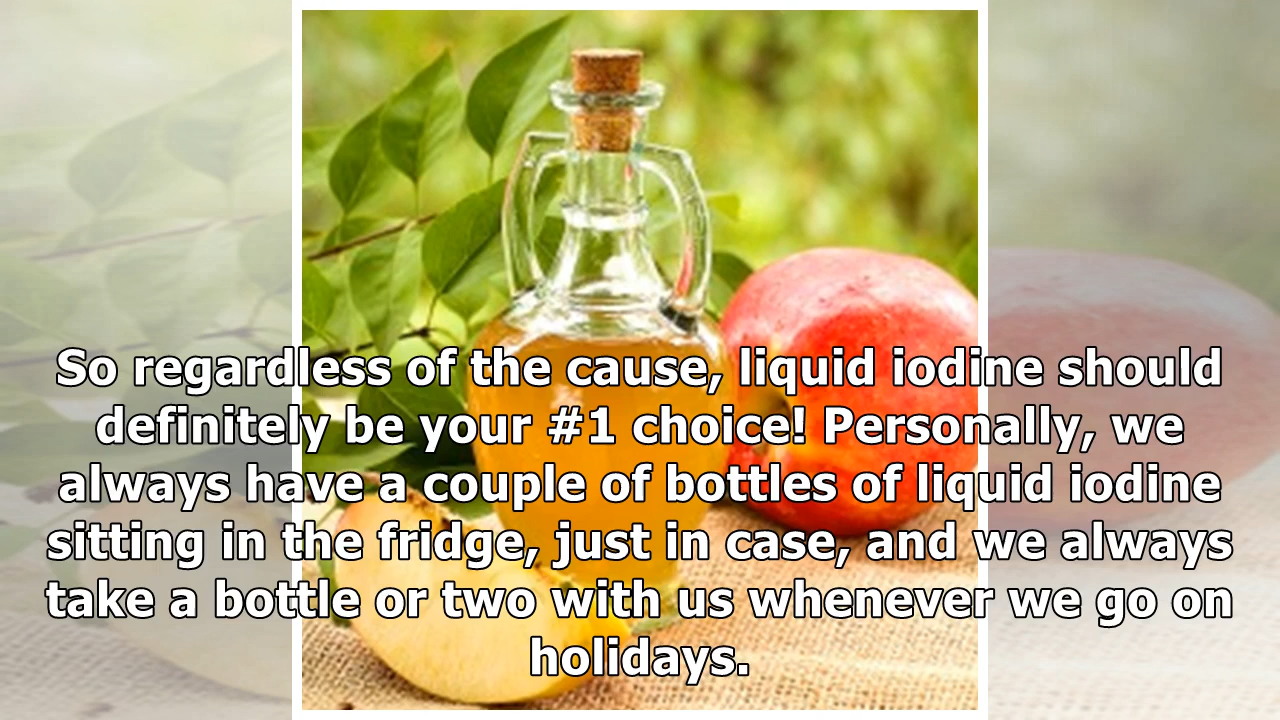 So regardless of the cause, liquid iodine should
definitely be your #1 choice! Personally, we
always have a couple of bottles of liquid iodine
sitting in the fridge, just in case, and we always
take a bottle or two with us whenever we go on
holidays.